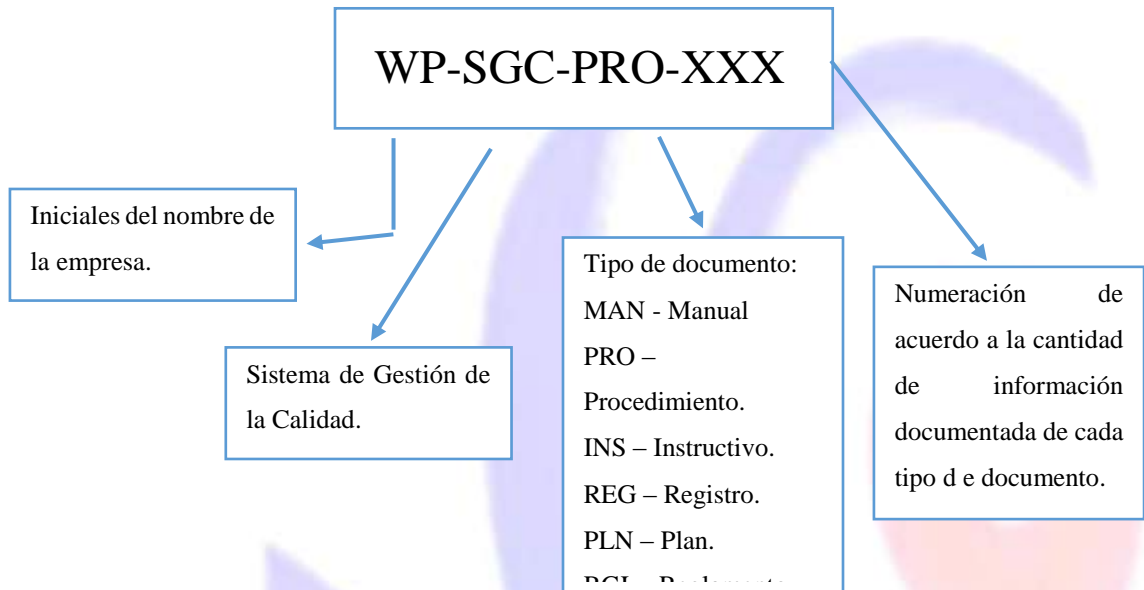 WP-SGC-PRO-XXX
Iniciales del nombre de
la empresa.
Sistema de Gestión de
la Calidad.
Tipo de documento:
MAN - Manual
PRO –
Procedimiento.
INS – Instructivo.
REG – Registro.
PLN – Plan.
Numeración de
acuerdo a la cantidad
de información
documentada de cada
tipo d e documento.